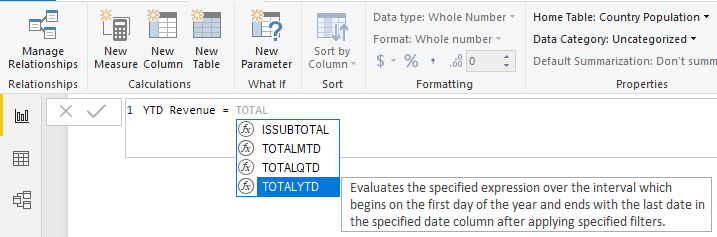 Manage
Relationships
New
Measure
New
Column
New
Table
New
Parameter
Sort by
Column
Data type: Whole Number
Format: Whole number
$ % , .00 0
Home Table: Country Population
Data Category: Uncategorized
Default Summarization: Don't summ
Relationships
Calculations
What If
Sort
Formatting
Properties
1 YTD Revenue = TOTAL
fx ISSUBTOTAL
fx TOTALMTD
fx TOTALQTD
fx TOTALYTD
Evaluates the specified expression over the interval which
begins on the first day of the year and ends with the last date in
the specified date column after applying specified filters.